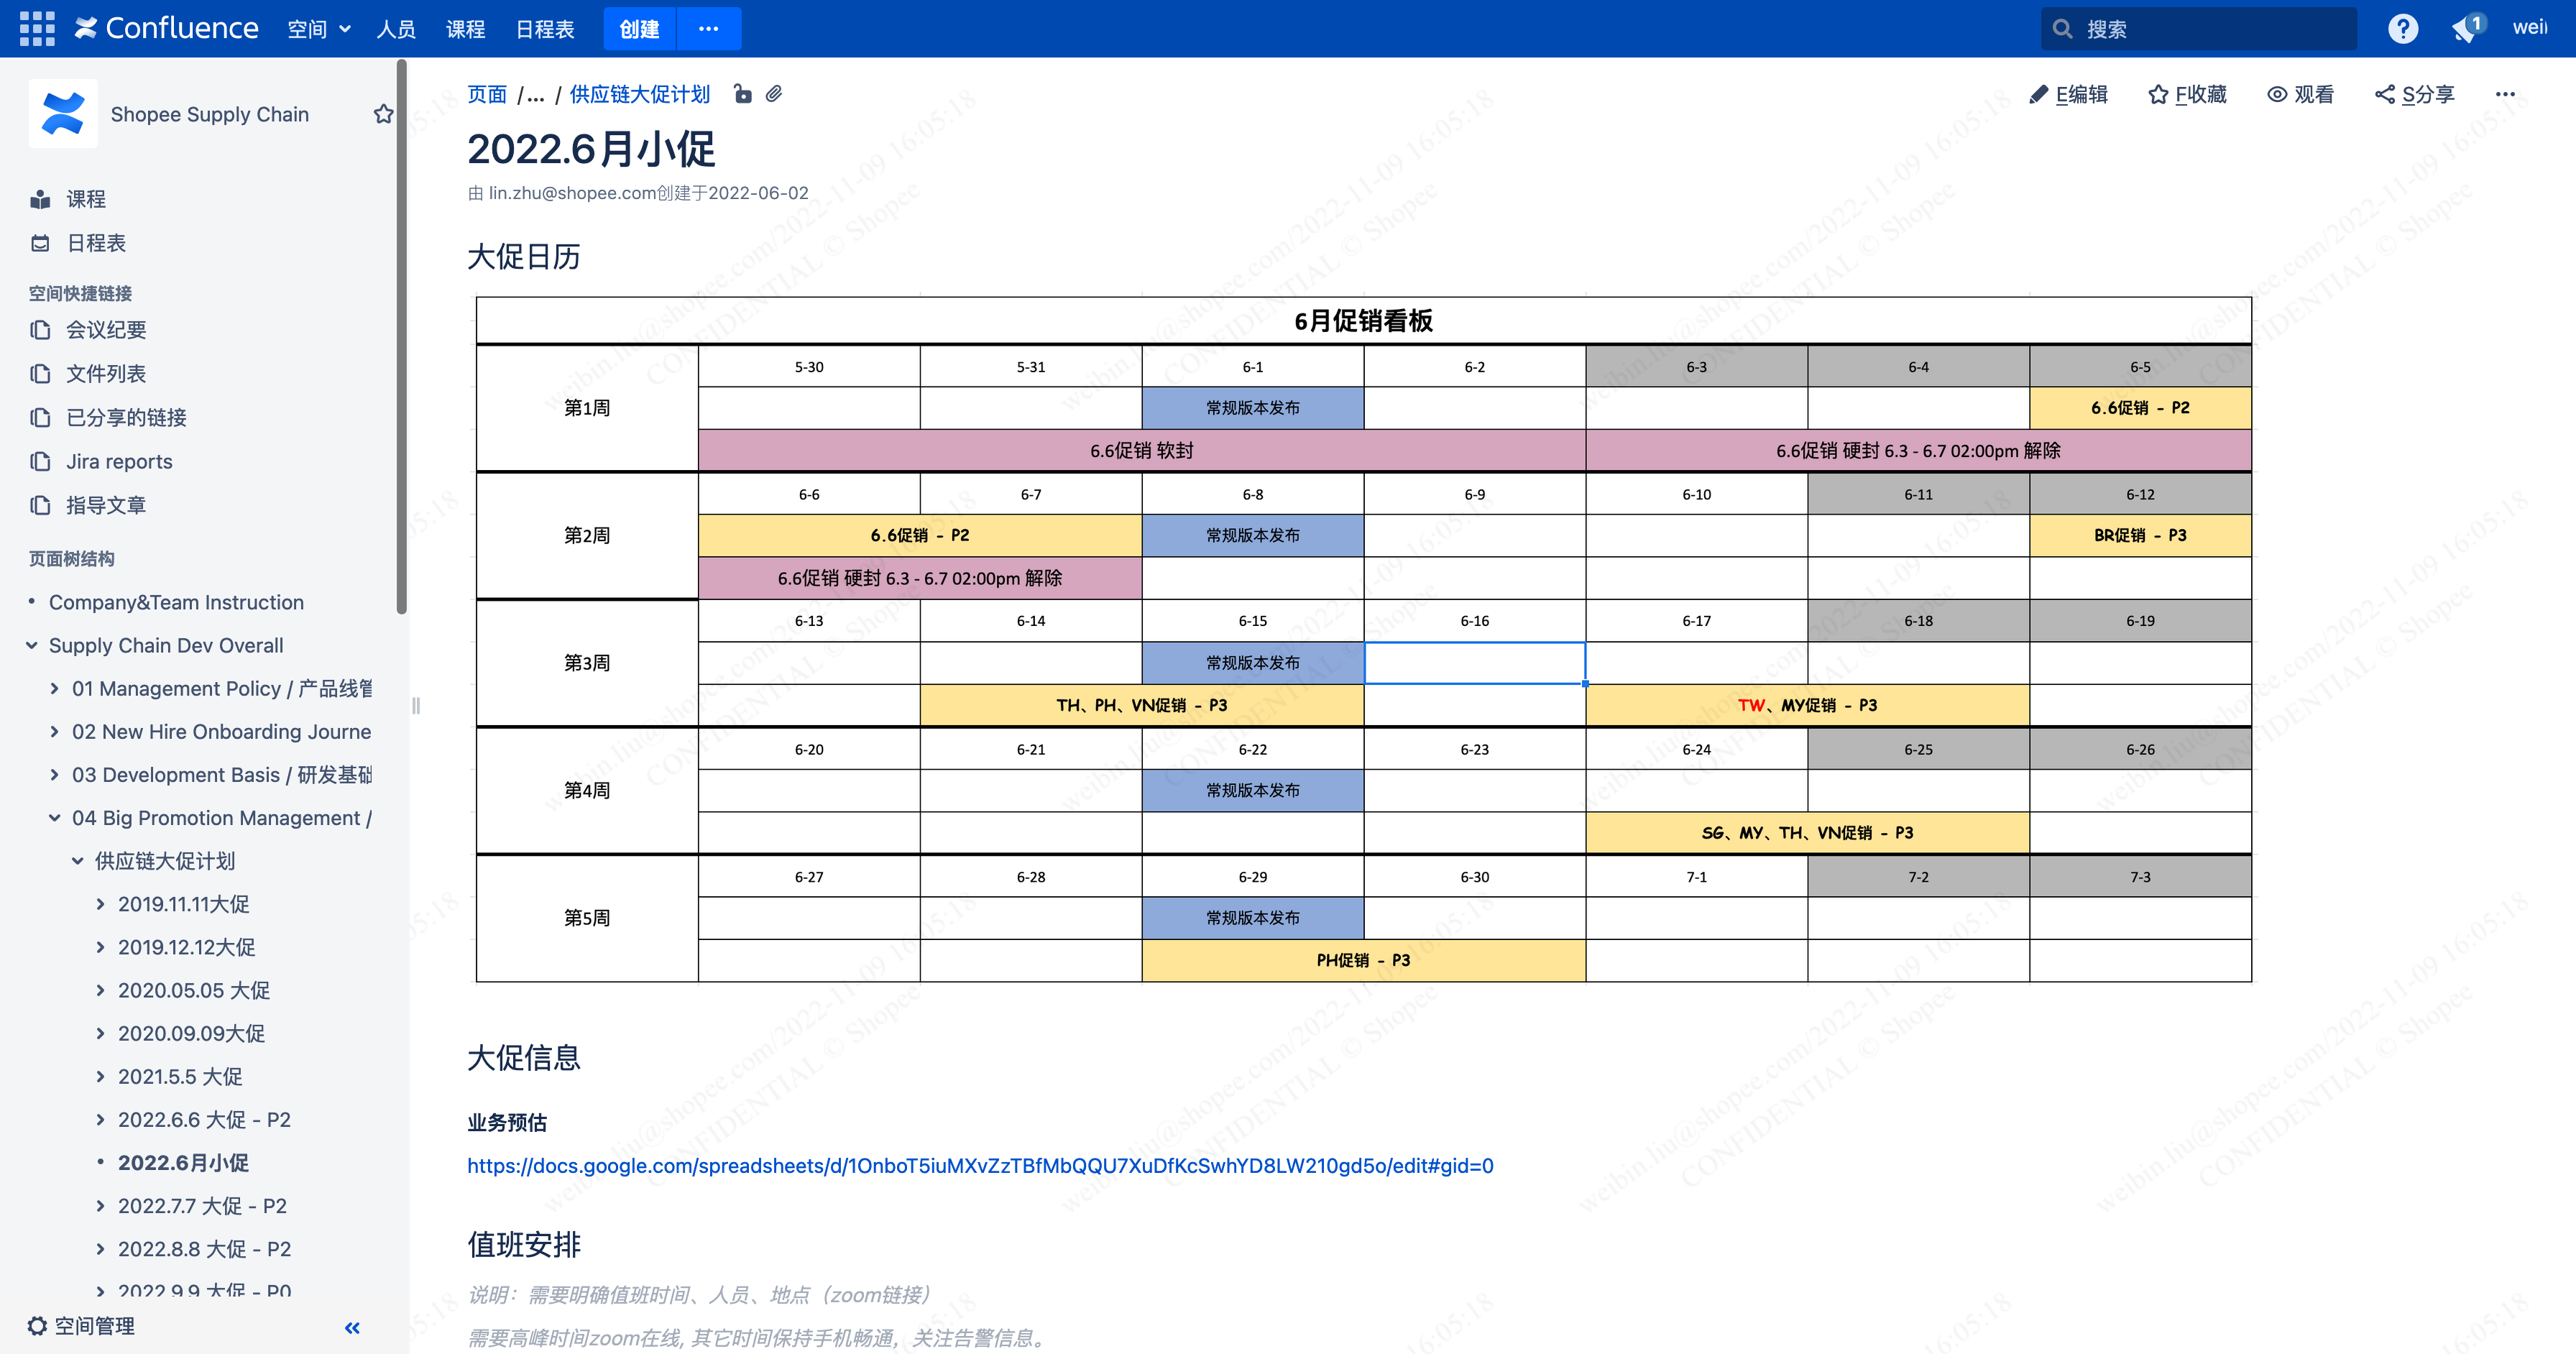 Confluence 空间 人员 课程 日程表 创建 ··· 搜索 1 wei
Shopee Supply Chain
课程
日程表
空间快捷链接
会议纪要
文件列表
已分享的链接
Jira reports
指导文章
页面树结构
Company&Team Instruction
Supply Chain Dev Overall
01 Management Policy / 产品线管
02 New Hire Onboarding Journe
03 Development Basis / 研发基础
04 Big Promotion Management /
供应链大促计划
2019.11.11大促
2019.12.12大促
2020.05.05 大促
2020.09.09大促
2021.5.5 大促
2022.6.6 大促 - P2
2022.6月小促
2022.7.7 大促 - P2
2022.8.8 大促 - P2
2022.9.9 大促 - P0
空间管理
页面 /... / 供应链大促计划
E编辑 F收藏 观看 S分享 ···
2022.6月小促
由 lin.zhu@shopee.com创建于2022-06-02
大促日历
6月促销看板
第1周
5-30 5-31 6-1 6-2 6-3 6-4 6-5
常规版本发布 6.6促销 - P2
6.6促销 软封 6.6促销 硬封 6.3 - 6.7 02:00pm 解除
第2周
6-6 6-7 6-8 6-9 6-10 6-11 6-12
6.6促销 - P2 常规版本发布 BR促销 - P3
6.6促销 硬封 6.3 - 6.7 02:00pm 解除
第3周
6-13 6-14 6-15 6-16 6-17 6-18 6-19
常规版本发布
TH、PH、VN促销 - P3 TW、MY促销 - P3
第4周
6-20 6-21 6-22 6-23 6-24 6-25 6-26
常规版本发布
SG、MY、TH、VN促销 - P3
第5周
6-27 6-28 6-29 6-30 7-1 7-2 7-3
常规版本发布
PH促销 - P3
大促信息
业务预估
https://docs.google.com/spreadsheets/d/1OnboT5iuMXvZzTBfMbQQU7XuDfKcSwhYD8LW210gd5o/edit#gid=0
值班安排
说明：需要明确值班时间、人员、地点（zoom链接）
需要高峰时间zoom在线, 其它时间保持手机畅通，关注告警信息。
weibin.liu@shopee.com/2022-11-09 16:05:18
CONFIDENTIAL © Shopee